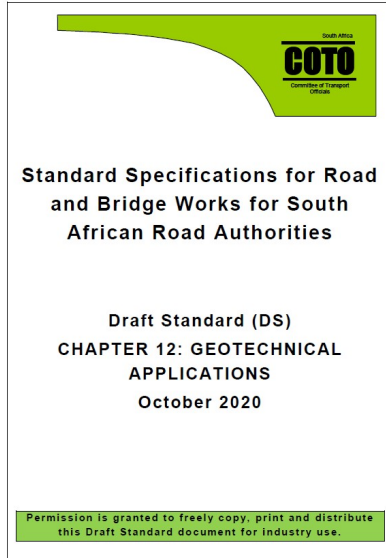 South Africa
COTO
Committee of Transport
Officials
Standard Specifications for Road
and Bridge Works for South
African Road Authorities
Draft Standard (DS)
CHAPTER 12: GEOTECHNICAL
APPLICATIONS
October 2020
Permission is granted to freely copy, print and distribute
this Draft Standard document for industry use.